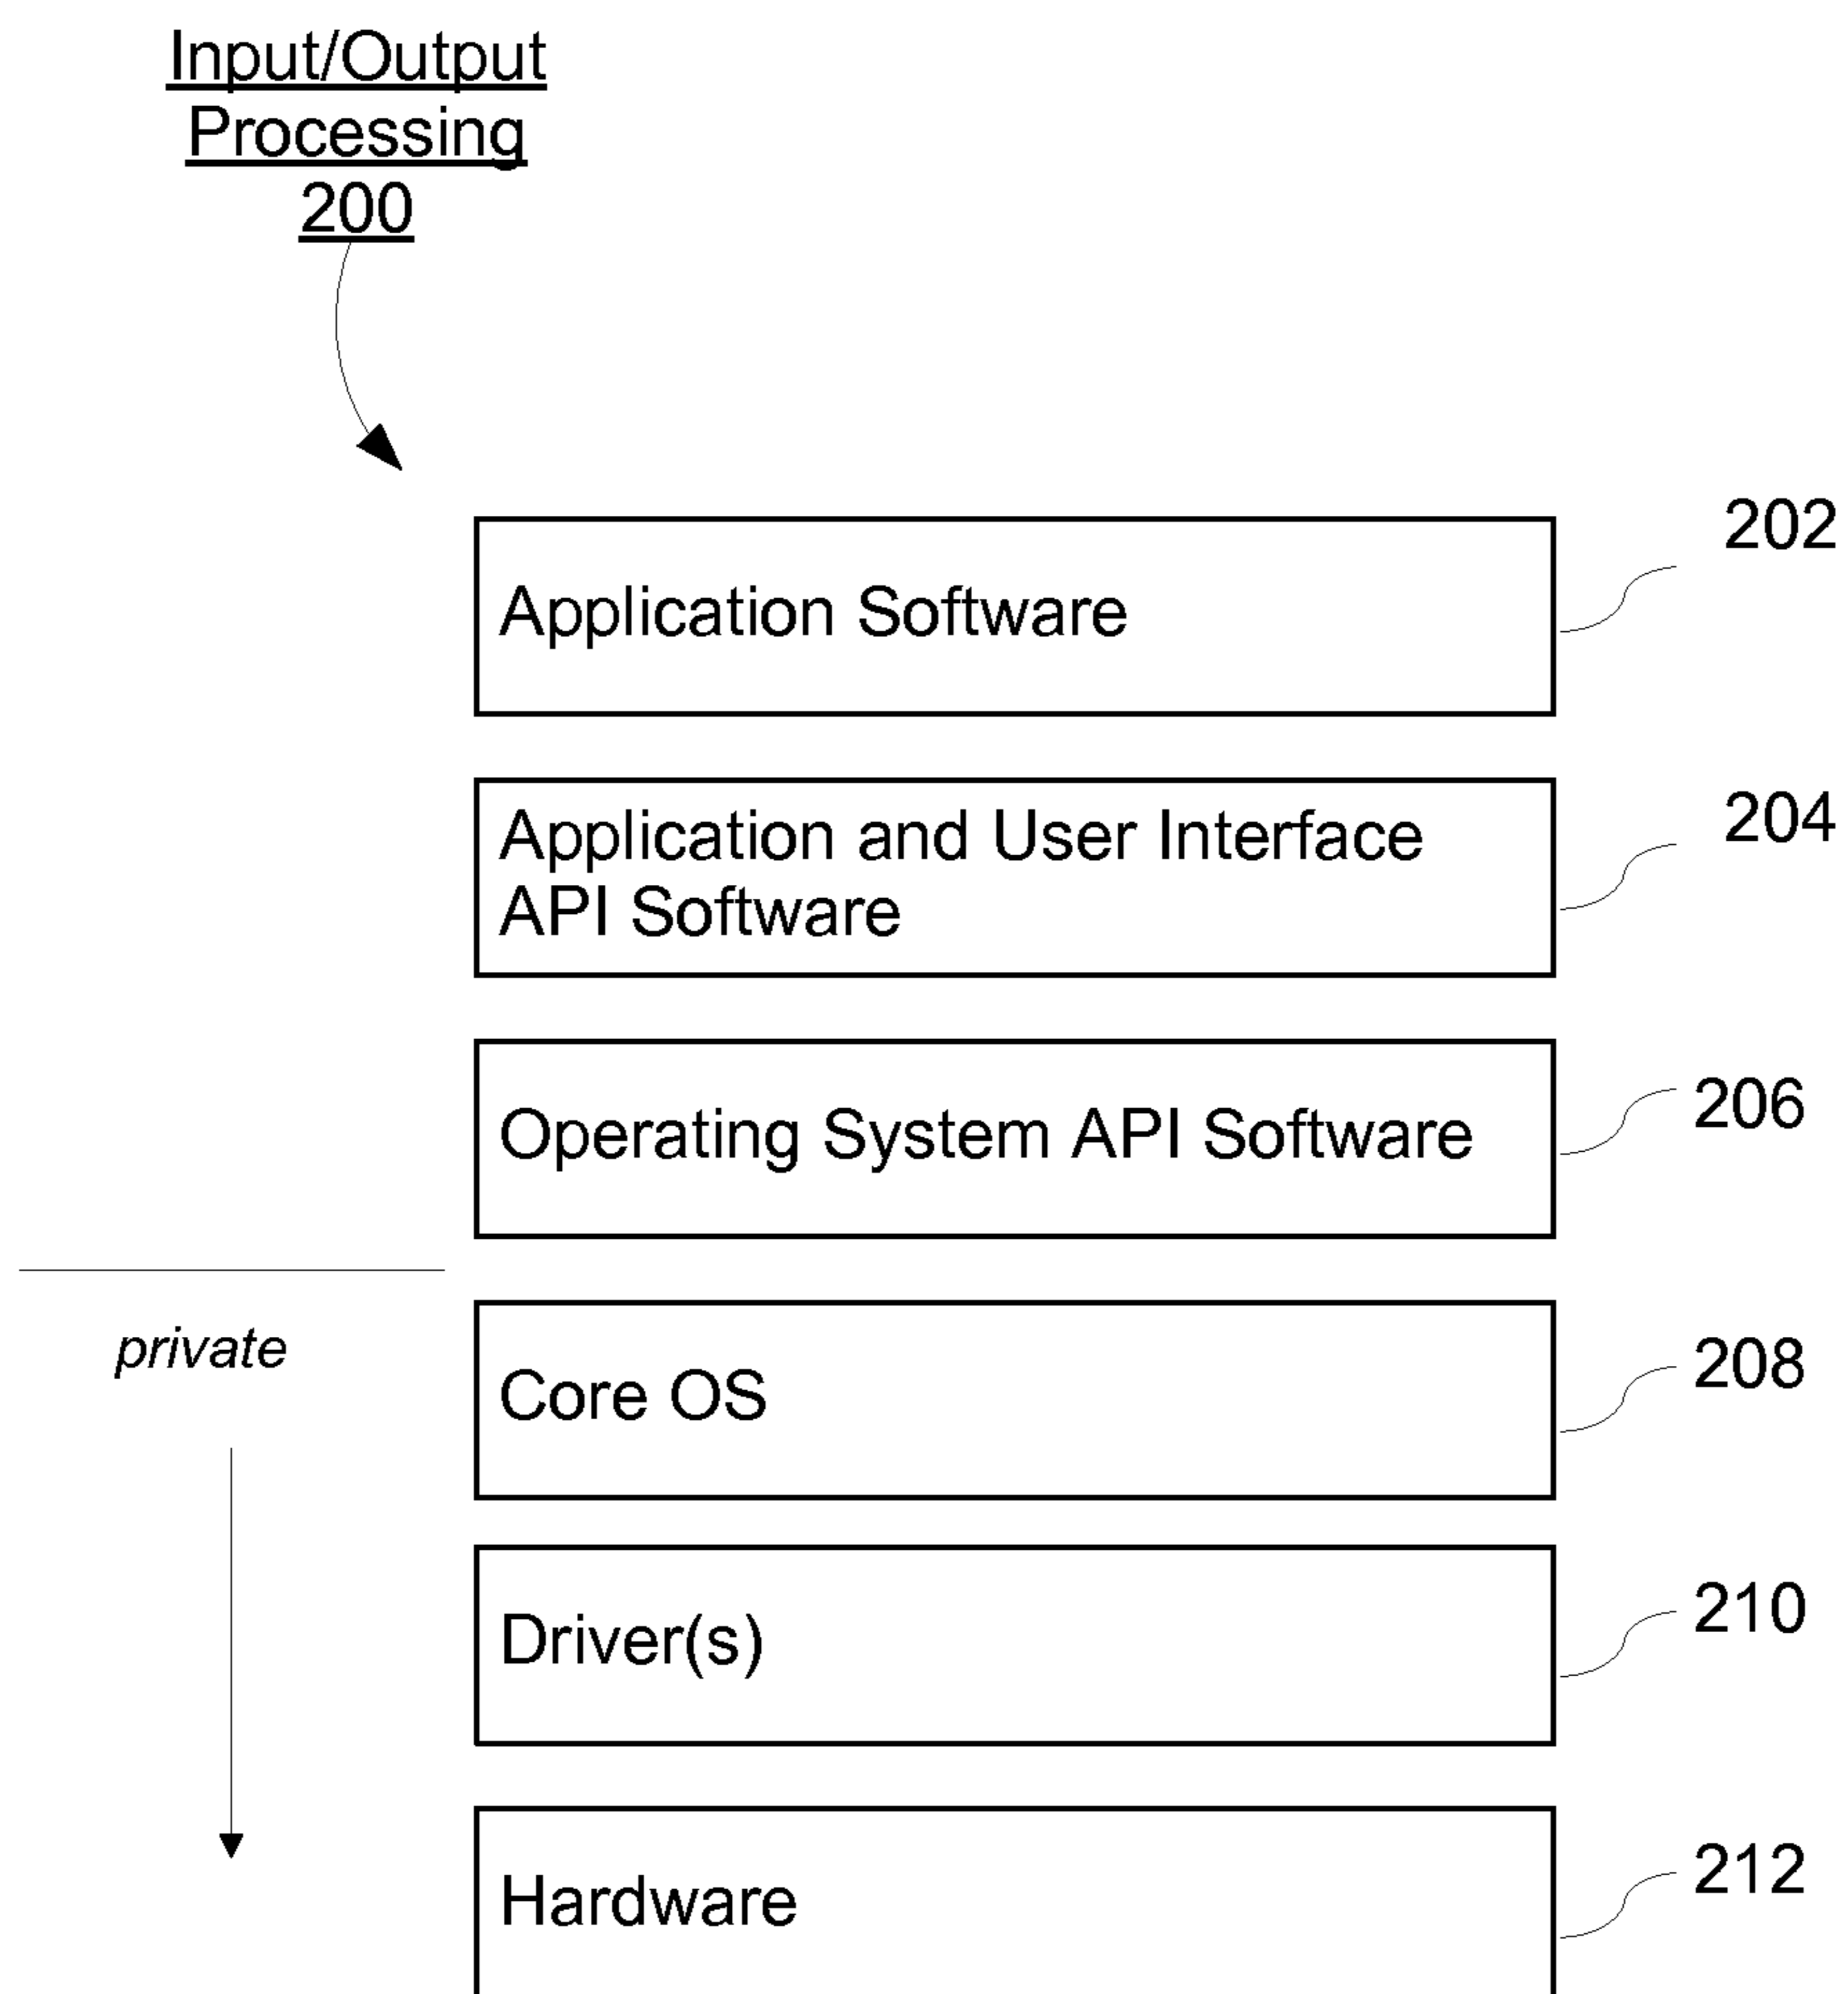 Input/Output
Processing
200
202
Application Software
204
Application and User Interface
API Software
206
Operating System API Software
private
208
Core OS
210
Driver(s)
212
Hardware